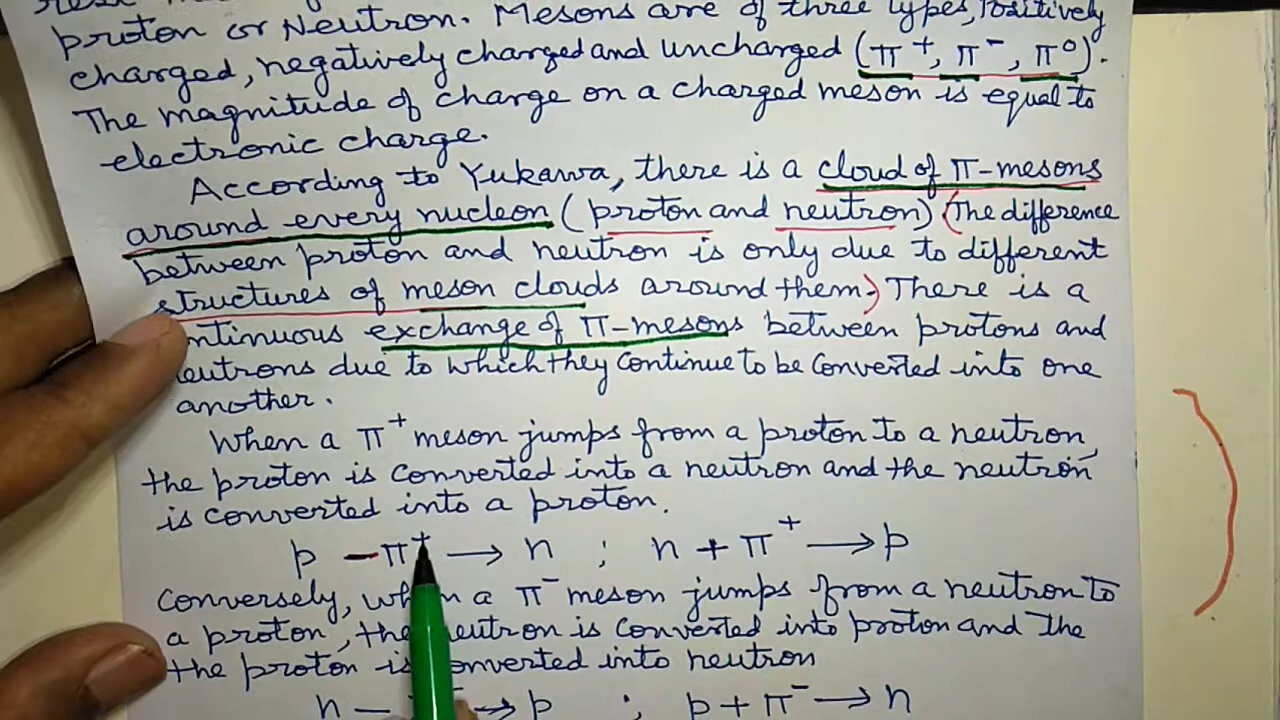 proton or Neutron. Mesons are of three types, Positively
charged, negatively charged and uncharged (π+, π-, π0).
The magnitude of charge on a charged meson is equal to
electronic charge.
According to Yukawa, there is a cloud of π-mesons
around every nucleon (proton and neutron) (The difference
between proton and neutron is only due to different
structures of meson clouds around them.) There is a
ntinuous exchange of π-mesons between protons and
eutrons due to which they continue to be converted into one
another.
When a π+ meson jumps from a proton to a neutron,
the proton is converted into a neutron and the neutron
is converted into a proton.
p - π+ → n ; n + π+ → p
Conversely, when a π- meson jumps from a neutron to
a proton, the neutron is converted into proton and the
the proton is converted into neutron
n - → p ; p + π- → n